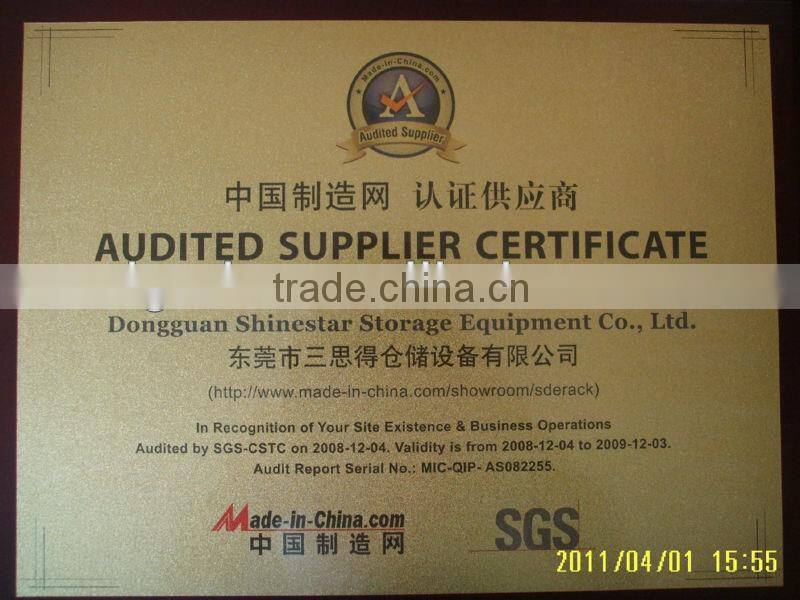 Made-in-China.com
A
Audited Supplier
中国制造网 认证供应商
AUDITED SUPPLIER CERTIFICATE
trade.china.cn
Dongguan Shinestar Storage Equipment Co., Ltd.
东莞市三思得仓储设备有限公司
(http://www.made-in-china.com/showroom/sderack)
In Recognition of Your Site Existence & Business Operations
Audited by SGS-CSTC on 2008-12-04. Validity is from 2008-12-04 to 2009-12-03.
Audit Report Serial No.: MIC-QIP- AS082255.
Made-in-China.com
中国制造网
SGS
2011/04/01 15:55